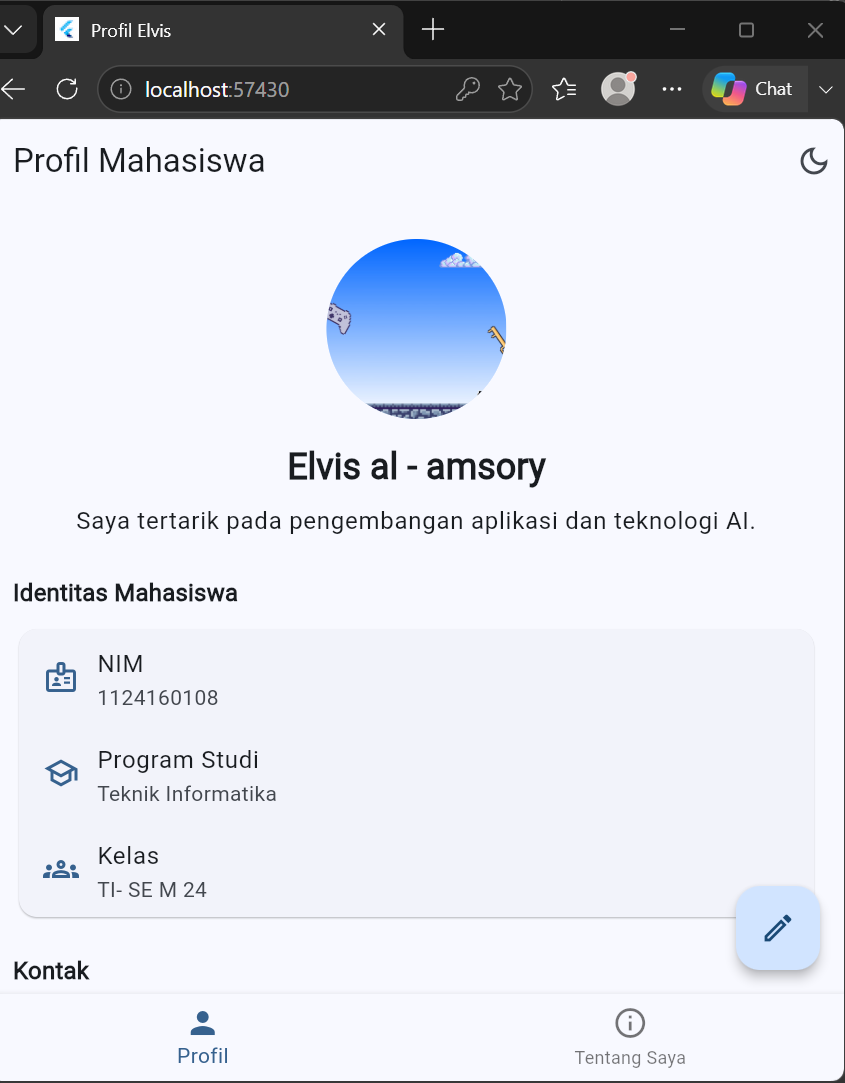 Profil Elvis
localhost:57430
Chat
Profil Mahasiswa
Elvis al - amsory
Saya tertarik pada pengembangan aplikasi dan teknologi AI.
Identitas Mahasiswa
NIM
1124160108
Program Studi
Teknik Informatika
Kelas
TI- SE M 24
Kontak
Profil
Tentang Saya